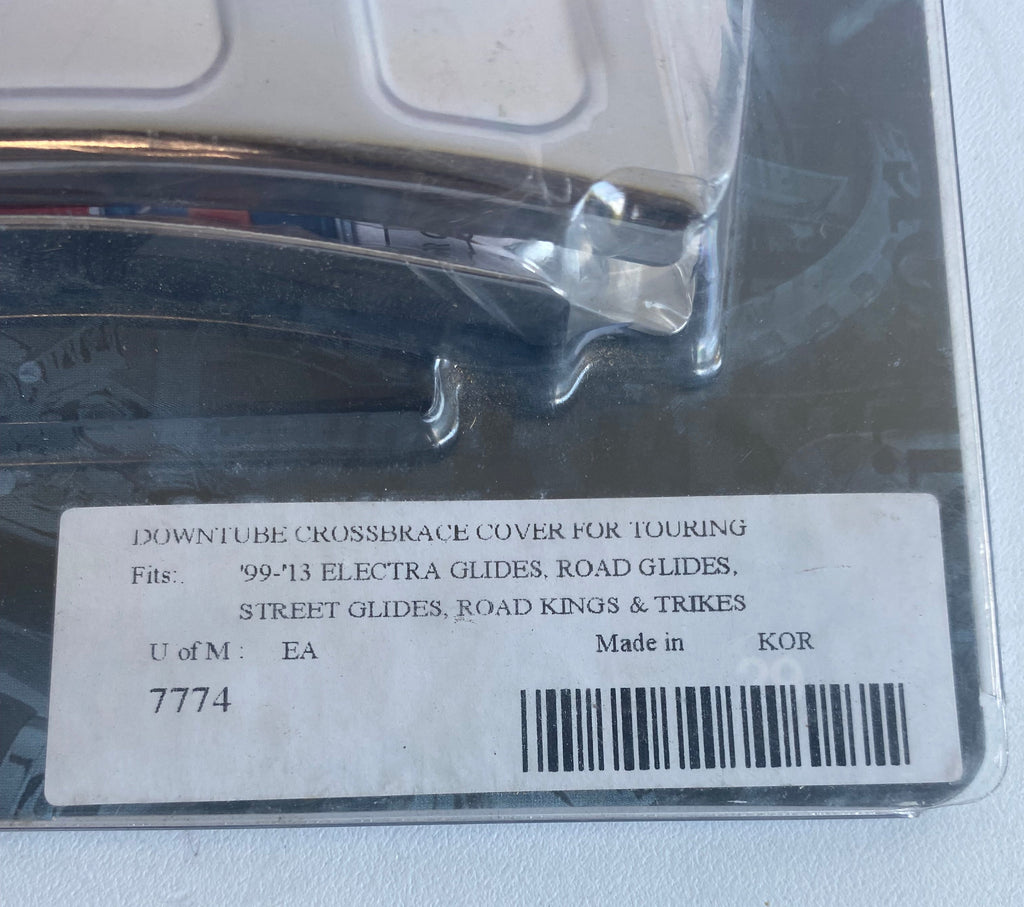 DOWNTUBE CROSSBRACE COVER FOR TOURING
Fits:. '99-'13 ELECTRA GLIDES, ROAD GLIDES,
STREET GLIDES, ROAD KINGS & TRIKES
U of M : EA Made in KOR
7774